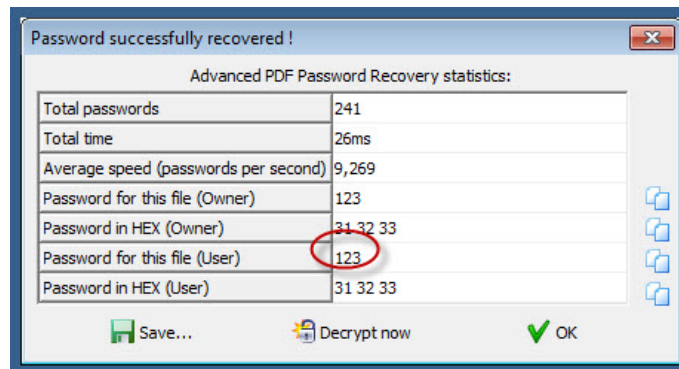 Password successfully recovered !
Advanced PDF Password Recovery statistics:
Total passwords 241
Total time 26ms
Average speed (passwords per second) 9,269
Password for this file (Owner) 123
Password in HEX (Owner) 31 32 33
Password for this file (User) 123
Password in HEX (User) 31 32 33
Save... Decrypt now OK